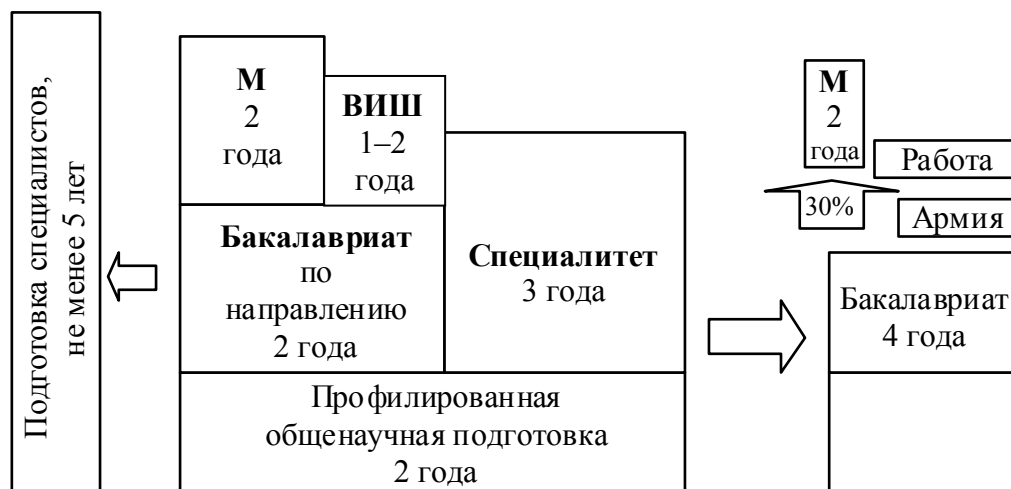 Подготовка специалистов,
не менее 5 лет
М
2
года
ВИШ
1–2
года
Бакалавриат
по
направлению
2 года
Специалитет
3 года
Профилированная
общенаучная подготовка
2 года
М
2
года
30%
Работа
Армия
Бакалавриат
4 года